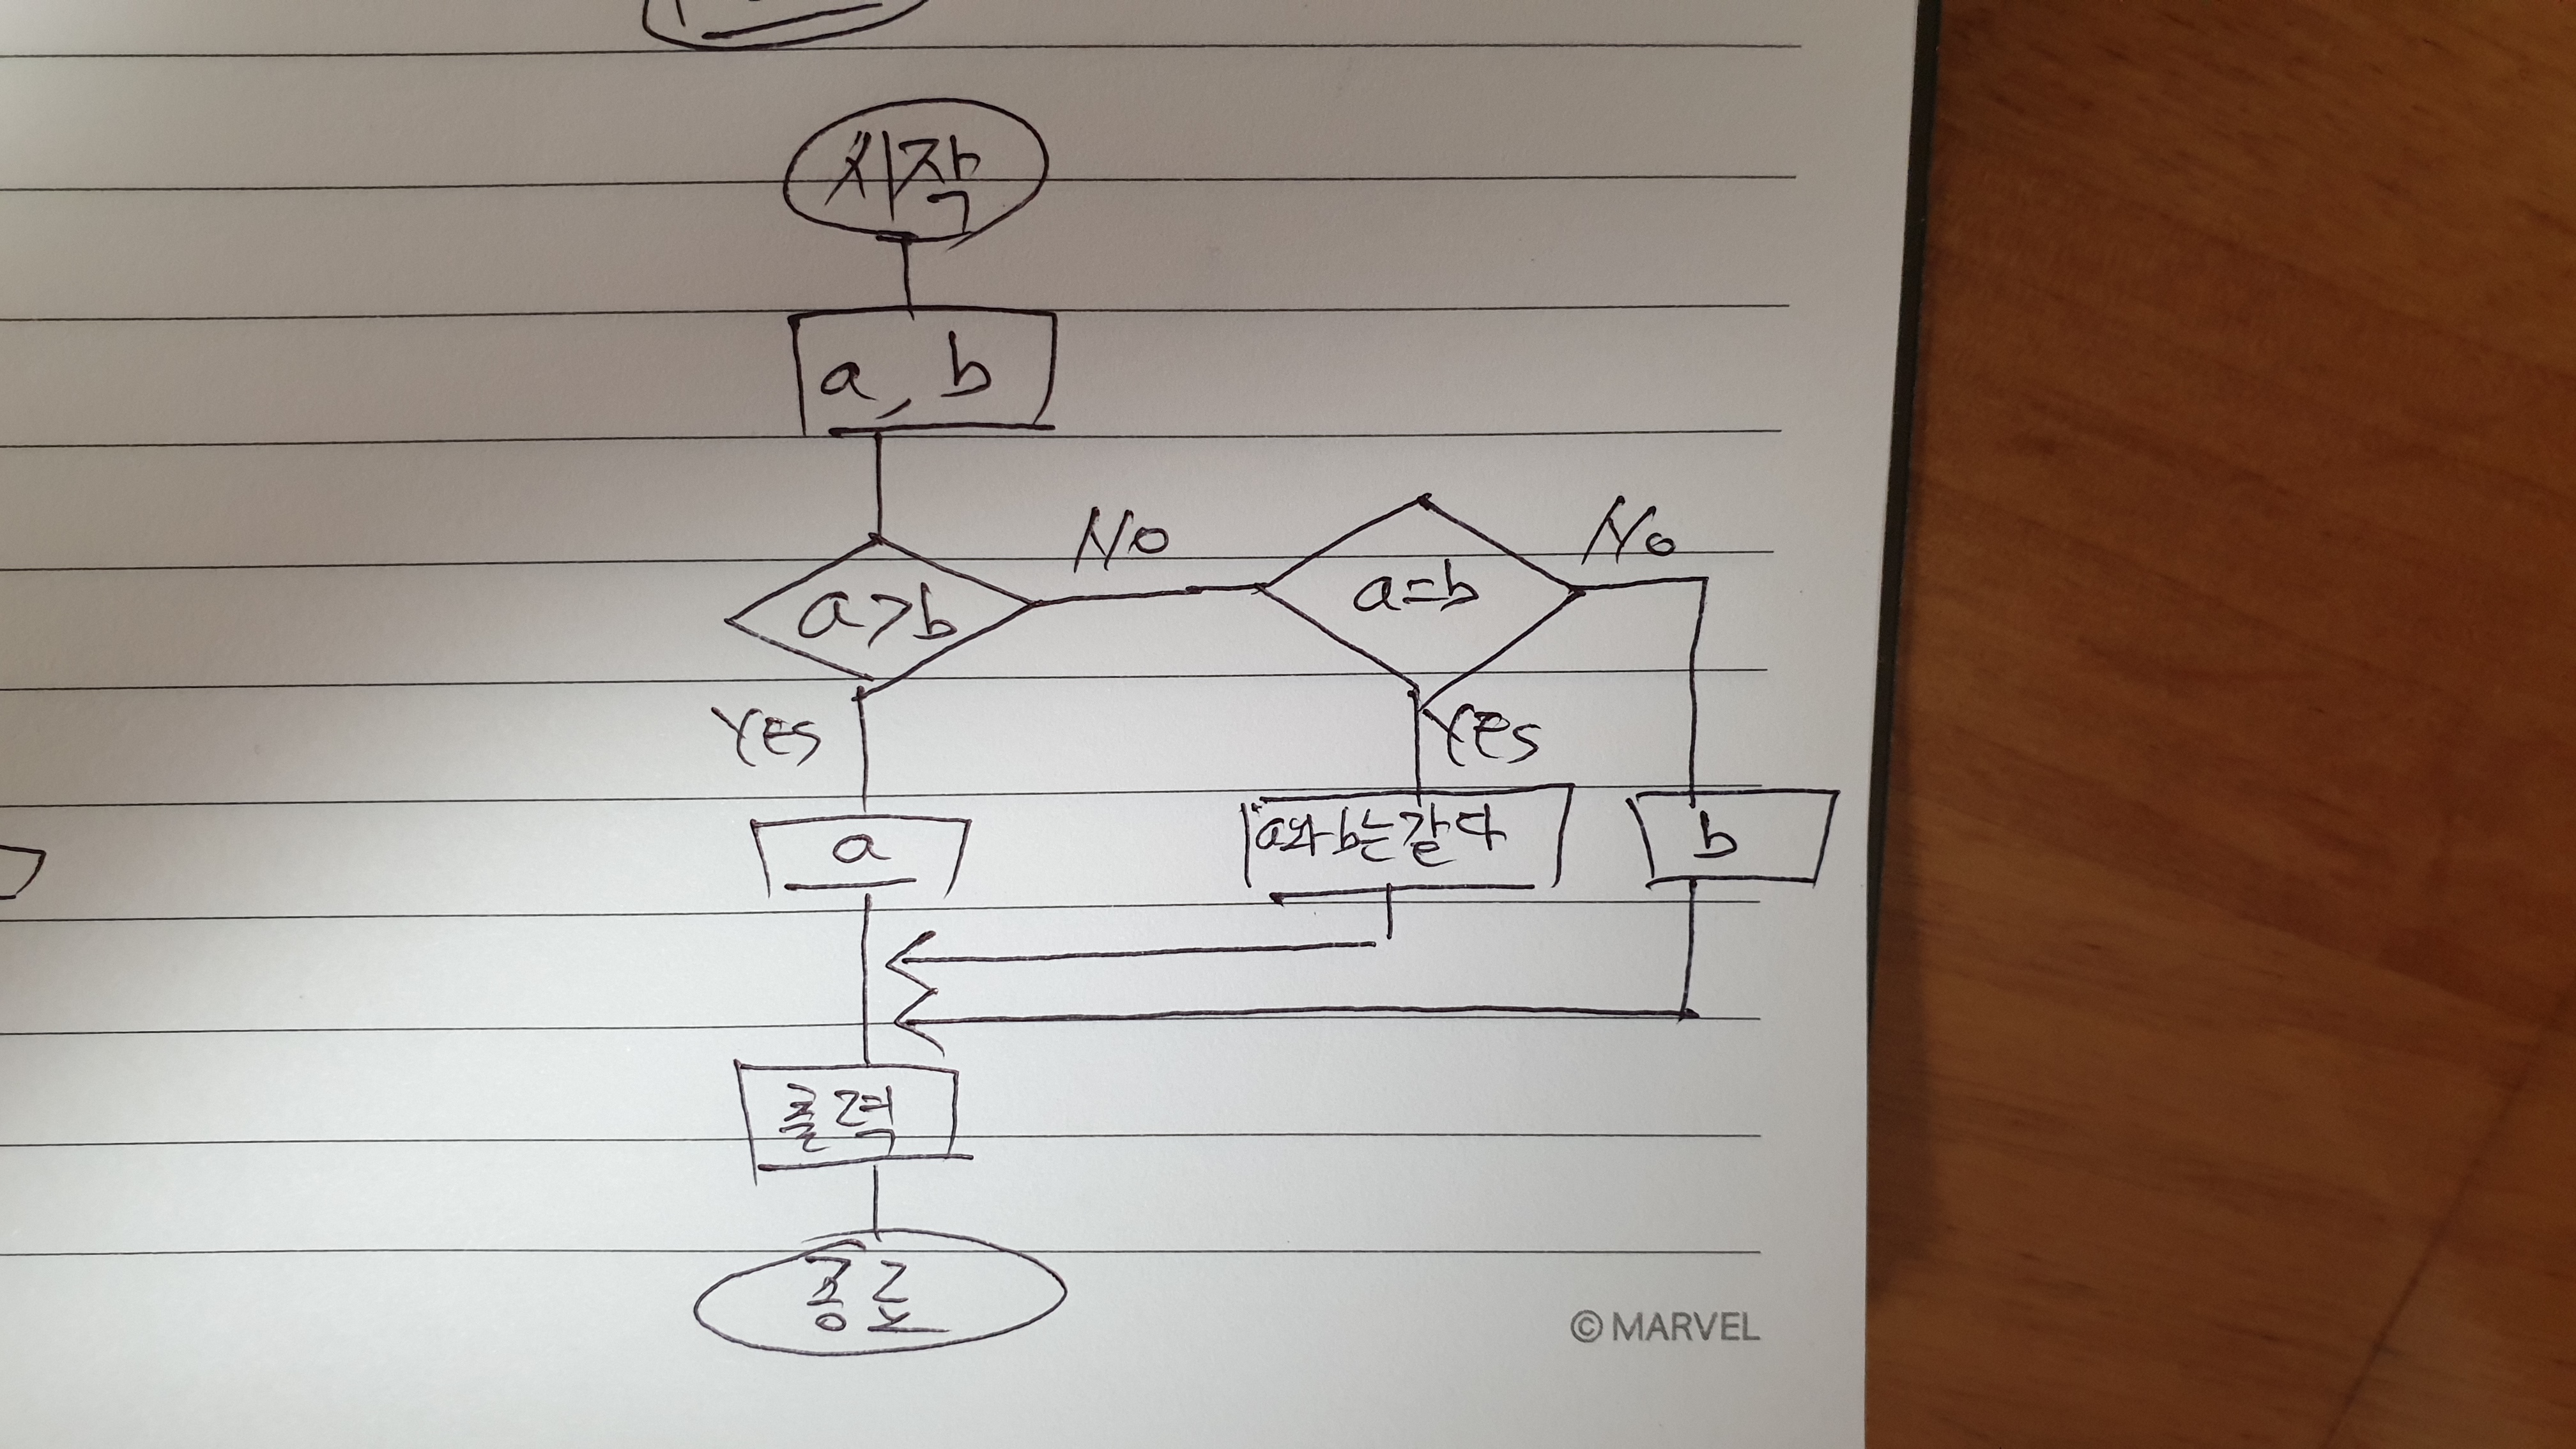 시작
a, b
NO
No
a>b
a=b
YES
YES
a
"a와 b는 같다
b
출력
종료
© MARVEL